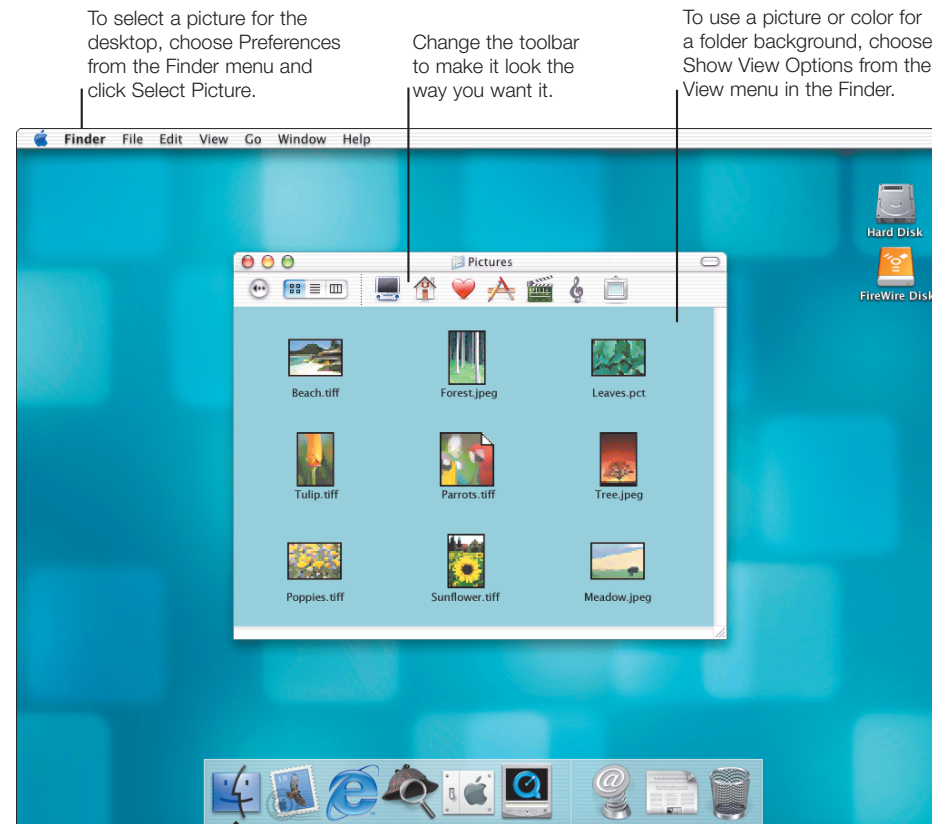 To select a picture for the
desktop, choose Preferences
from the Finder menu and
click Select Picture.
Change the toolbar
to make it look the
way you want it.
To use a picture or color for
a folder background, choose
Show View Options from the
View menu in the Finder.
Finder File Edit View Go Window Help
Hard Disk
FireWire Disk
Pictures
Beach.tiff Forest.jpeg Leaves.pct
Tulip.tiff Parrots.tiff Tree.jpeg
Poppies.tiff Sunflower.tiff Meadow.jpeg